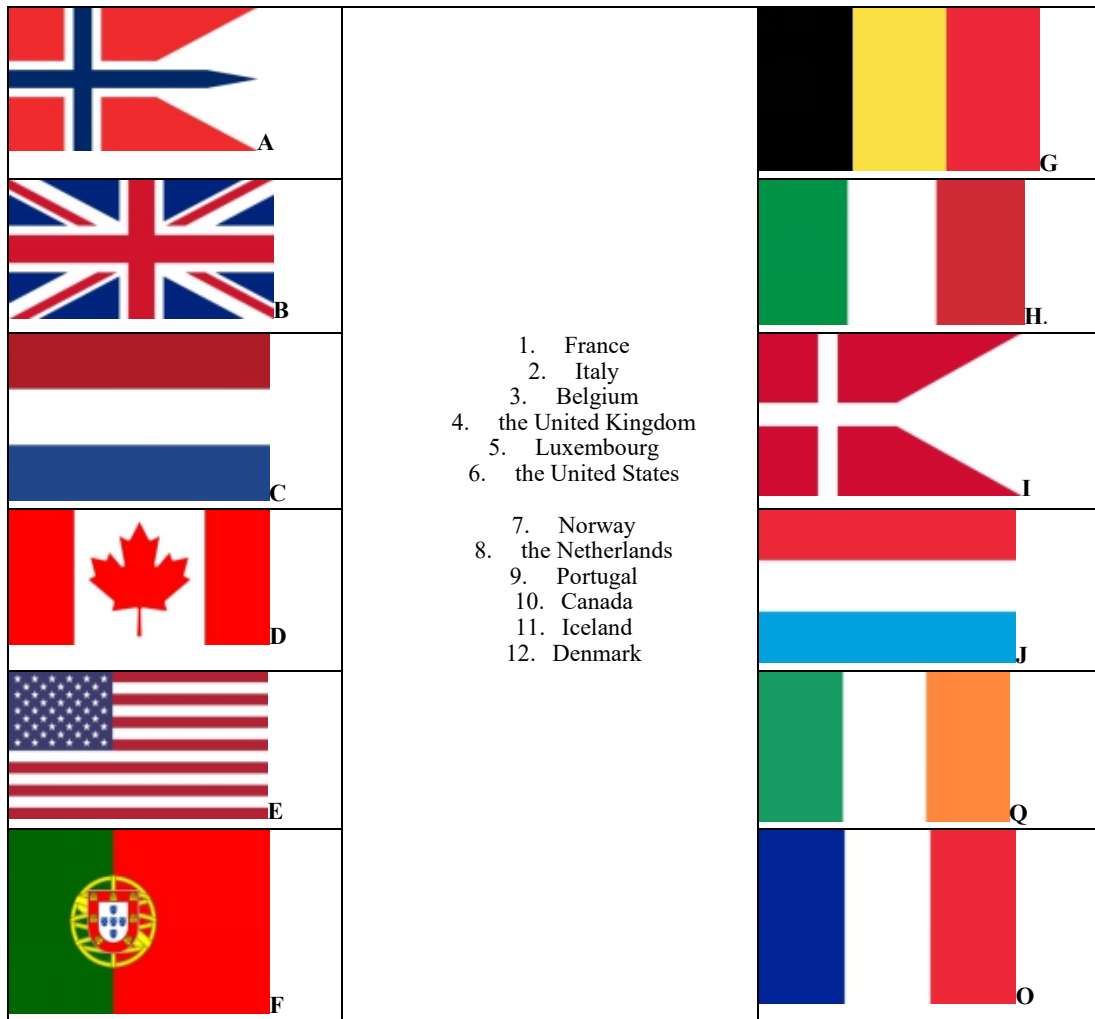 A
B
C
D
E
F
1. France
2. Italy
3. Belgium
4. the United Kingdom
5. Luxembourg
6. the United States
7. Norway
8. the Netherlands
9. Portugal
10. Canada
11. Iceland
12. Denmark
G
H.
I
J
Q
O